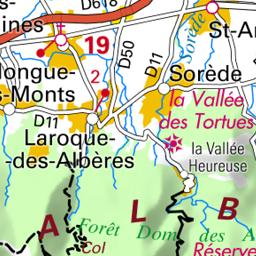 D618
ines
19
D50
Sorède
St-A
longue-
s-Monts
2
D11
Sorède
la Vallée
des Tortues
D11
Laroque-
-des-Albères
la Vallée
Heureuse
A L B
Forêt Dom des A
Col
Réserve